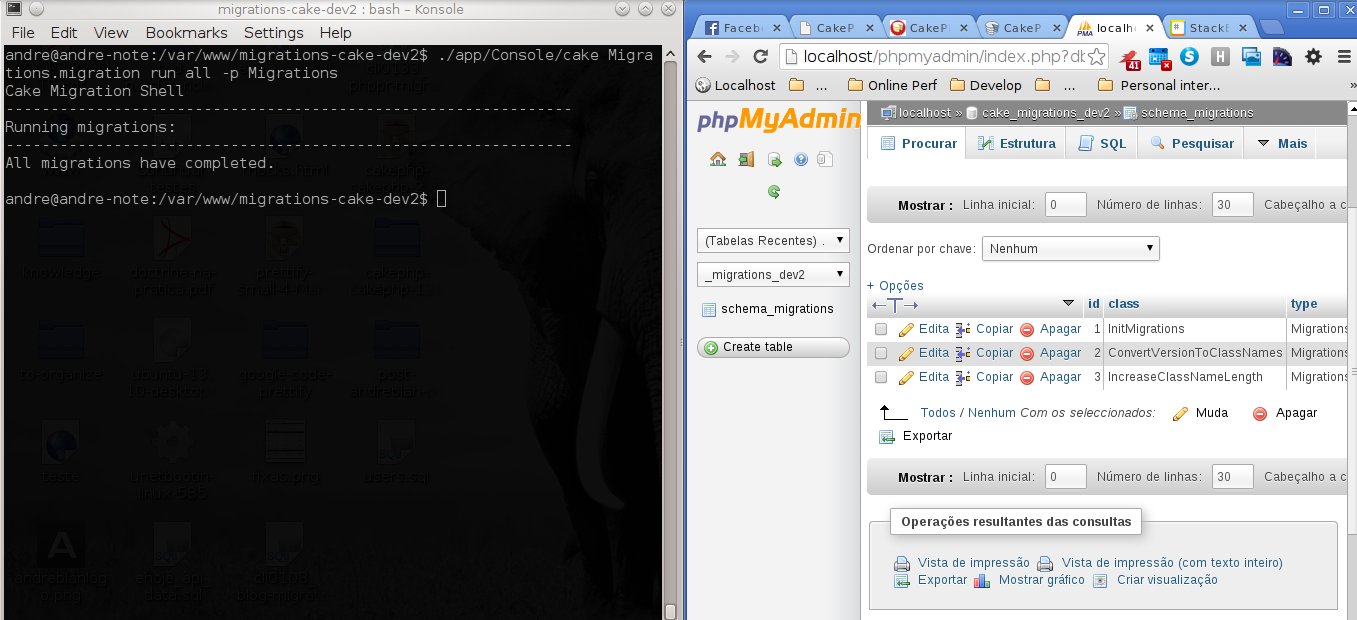 migrations-cake-dev2 : bash – Konsole
File Edit View Bookmarks Settings Help
andre@andre-note:/var/www/migrations-cake-dev2$ ./app/Console/cake Migra
tions.migration run all -p Migrations
Cake Migration Shell
---------------------------------------------------------------
Running migrations:
---------------------------------------------------------------
All migrations have completed.
andre@andre-note:/var/www/migrations-cake-dev2$
knowledge
doctrine-na-
pratica.pdf
prettify-
small-4-M...
cakephp-
cakephp-1...
to-organize
ubuntu-13.
10-desktop...
google-code-
prettify
post-
andrebian-...
teste
unetbootin-
linux-585
fixas.png
users.sql
andrebianlog
o.png
enoje_api_
data.sql
blog-migra...
Faceb
CakeP
CakeP
CakeP
localh
StackE
localhost/phpmyadmin/index.php?db
41
Localhost
...
Online Perf
Develop
...
Personal inter...
»
phpMyAdmin
(Tabelas Recentes) .
_migrations_dev2
schema_migrations
Create table
localhost » cake_migrations_dev2 » schema_migrations
Procurar Estrutura SQL Pesquisar Mais
Mostrar : Linha inicial: 0 Número de linhas: 30 Cabeçalho a c
Ordenar por chave: Nenhum
+ Opções
←T→ id class type
Edita Copiar Apagar 1 InitMigrations Migrations
Edita Copiar Apagar 2 ConvertVersionToClassNames Migrations
Edita Copiar Apagar 3 IncreaseClassNameLength Migrations
Todos / Nenhum Com os seleccionados: Muda Apagar
Exportar
Mostrar : Linha inicial: 0 Número de linhas: 30 Cabeçalho a c
Operações resultantes das consultas
Vista de impressão Vista de impressão (com texto inteiro)
Exportar Mostrar gráfico Criar visualização